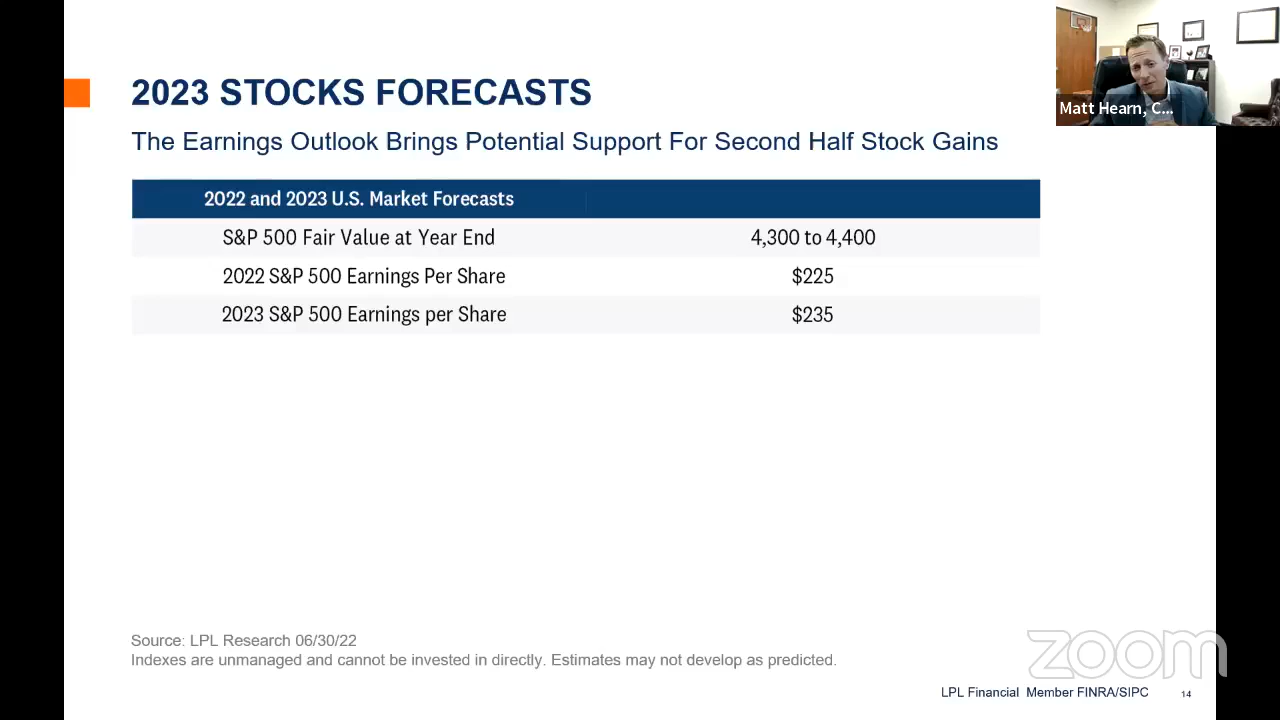 2023 STOCKS FORECASTS
The Earnings Outlook Brings Potential Support For Second Half Stock Gains
2022 and 2023 U.S. Market Forecasts
S&P 500 Fair Value at Year End 4,300 to 4,400
2022 S&P 500 Earnings Per Share $225
2023 S&P 500 Earnings per Share $235
Matt Hearn, C...
Source: LPL Research 06/30/22
Indexes are unmanaged and cannot be invested in directly. Estimates may not develop as predicted.
zoom
LPL Financial Member FINRA/SIPC 14